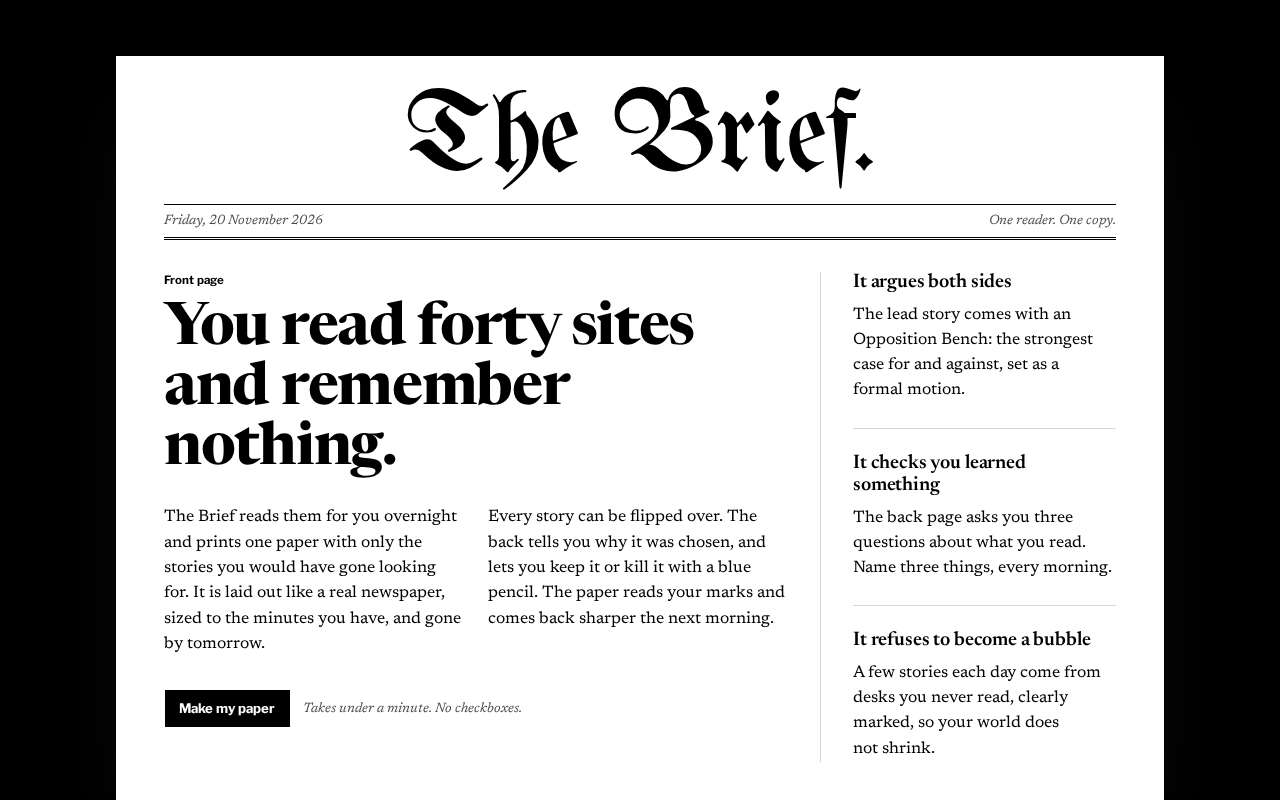 The Brief.
Friday, 20 November 2026
One reader. One copy.
Front page
You read forty sites
and remember
nothing.
The Brief reads them for you overnight
and prints one paper with only the
stories you would have gone looking
for. It is laid out like a real newspaper,
sized to the minutes you have, and gone
by tomorrow.
Every story can be flipped over. The
back tells you why it was chosen, and
lets you keep it or kill it with a blue
pencil. The paper reads your marks and
comes back sharper the next morning.
Make my paper
Takes under a minute. No checkboxes.
It argues both sides
The lead story comes with an
Opposition Bench: the strongest
case for and against, set as a
formal motion.
It checks you learned
something
The back page asks you three
questions about what you read.
Name three things, every morning.
It refuses to become a bubble
A few stories each day come from
desks you never read, clearly
marked, so your world does
not shrink.